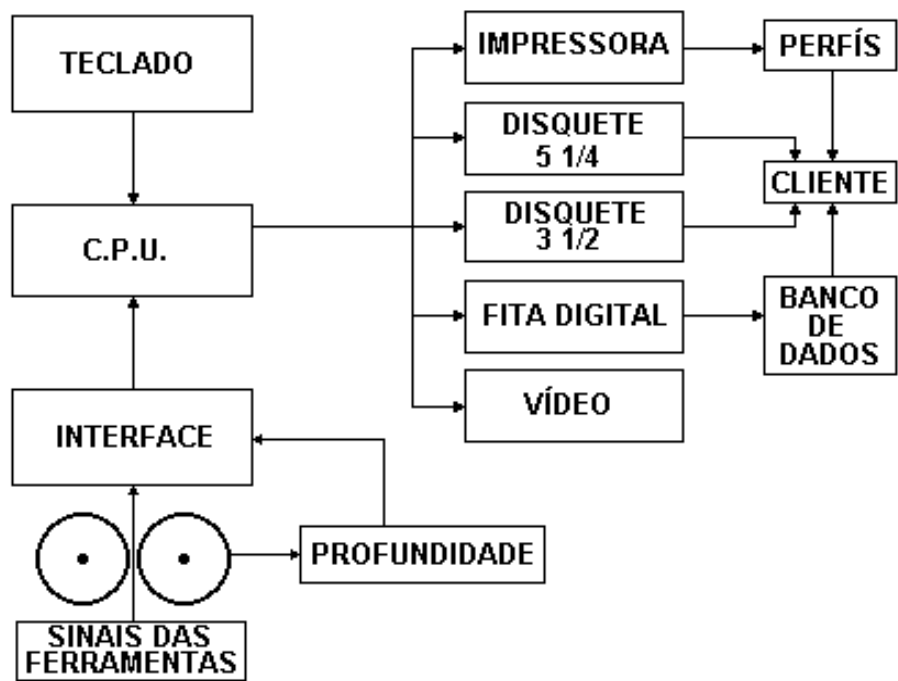 TECLADO
C.P.U.
INTERFACE
SINAIS DAS
FERRAMENTAS
PROFUNDIDADE
IMPRESSORA
DISQUETE
5 1/4
DISQUETE
3 1/2
FITA DIGITAL
VÍDEO
PERFÍS
CLIENTE
BANCO
DE
DADOS